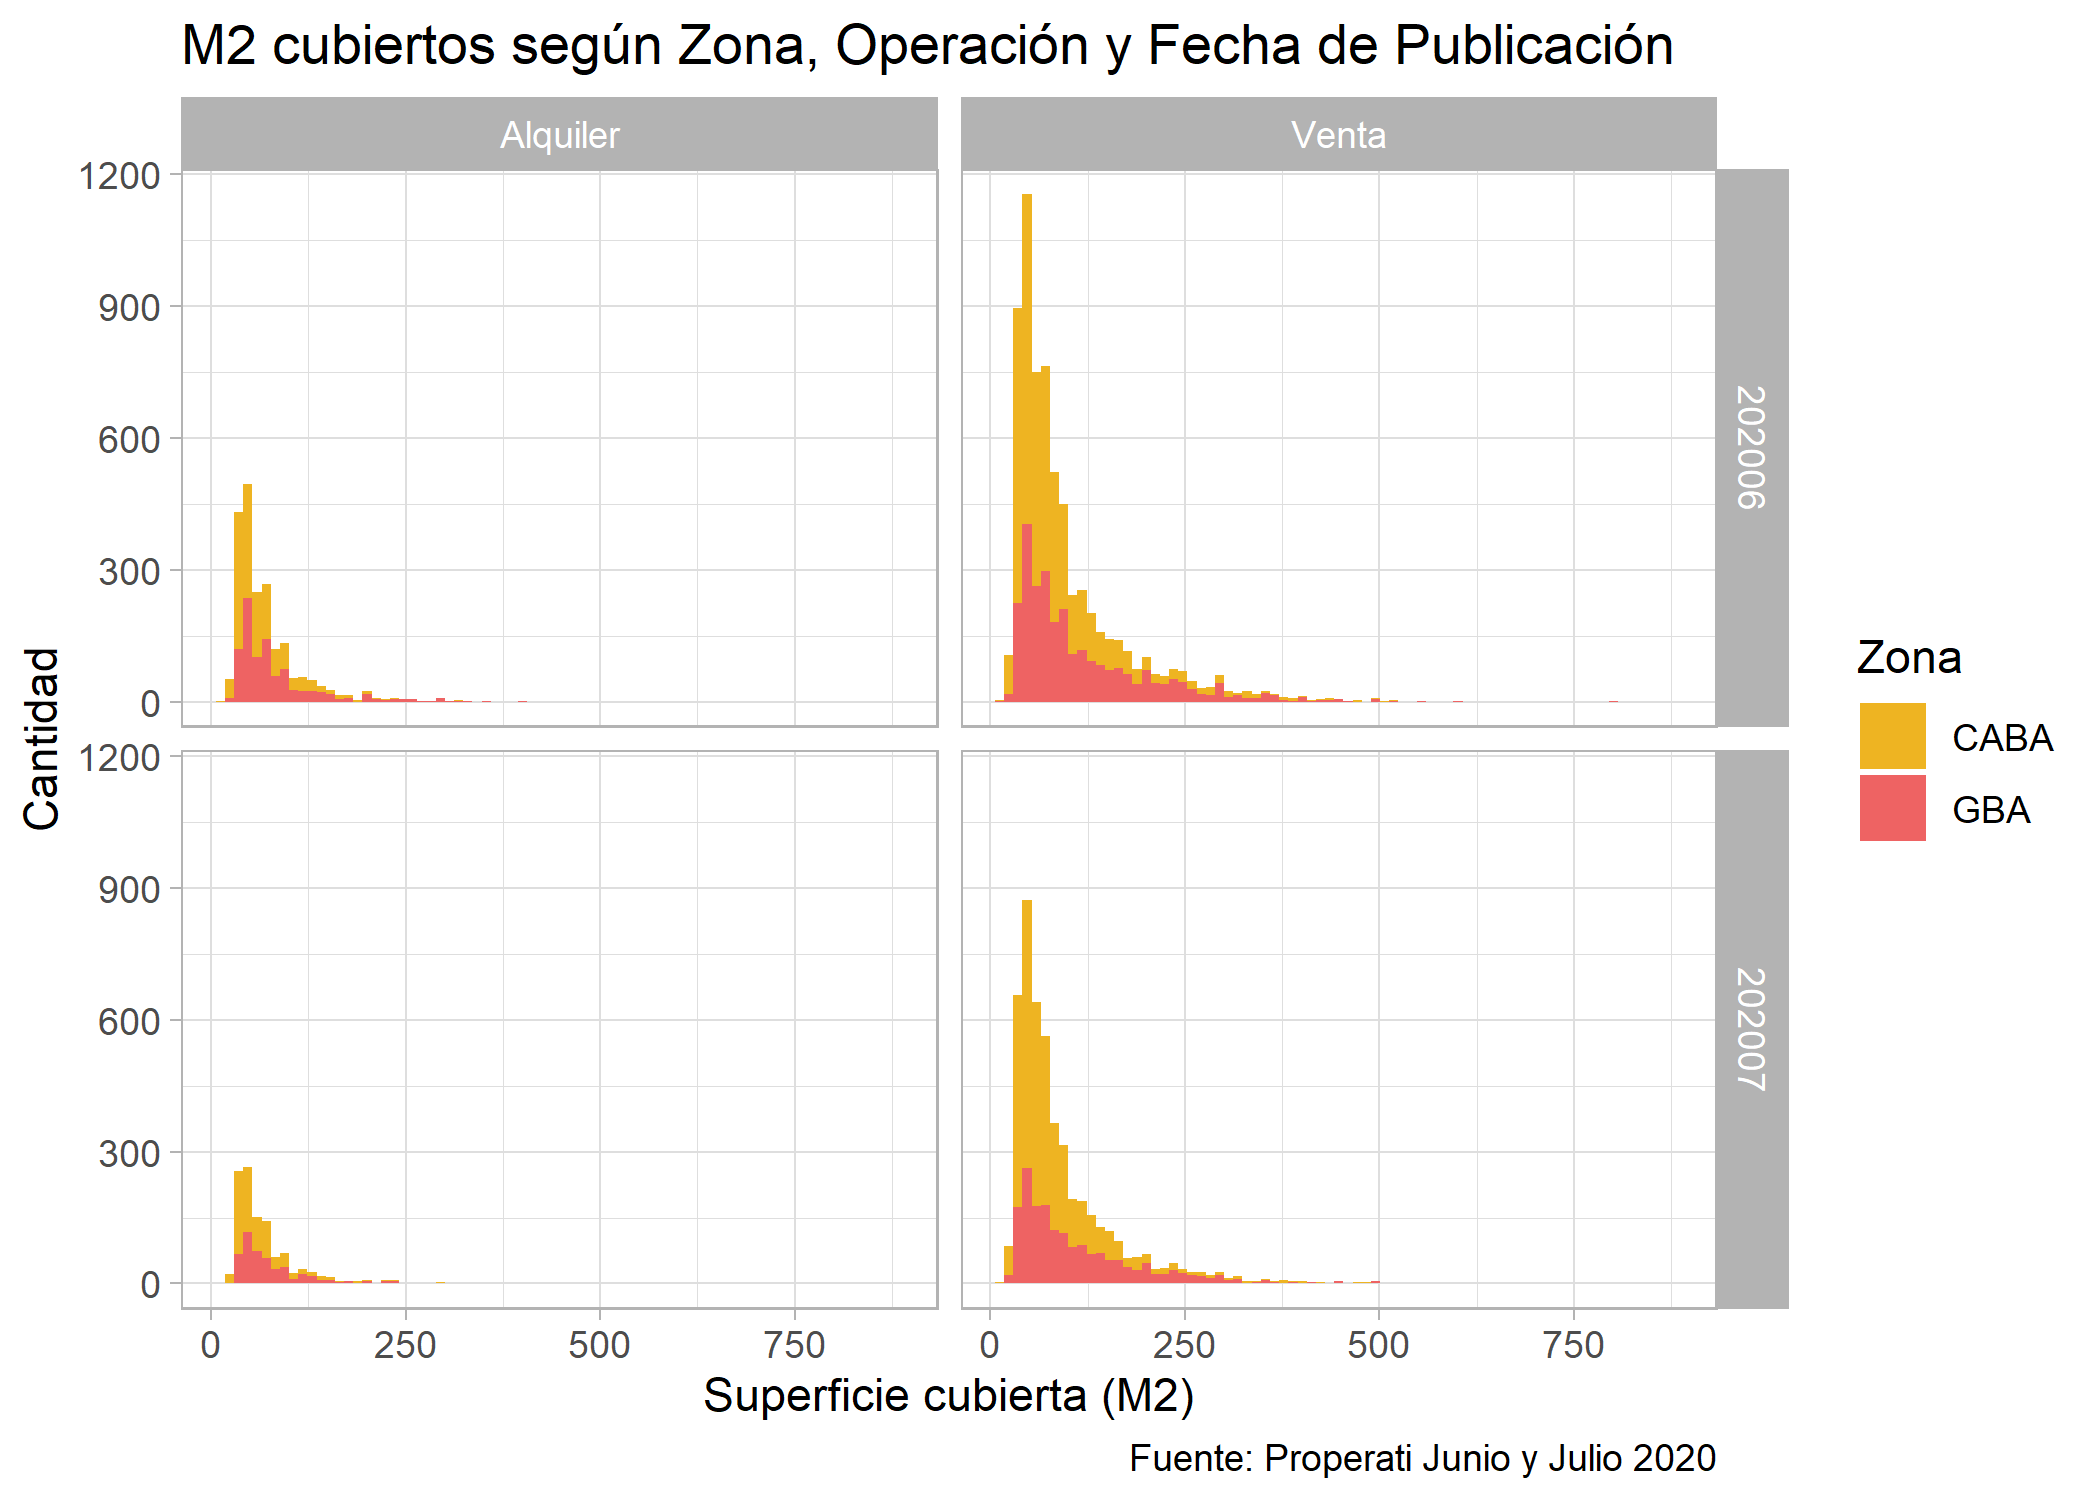 M2 cubiertos según Zona, Operación y Fecha de Publicación
Alquiler
Venta
1200
900
600
300
0
202006
1200
900
600
300
0
202007
Cantidad
0
250
500
750
0
250
500
750
Superficie cubierta (M2)
Zona
CABA
GBA
Fuente: Properati Junio y Julio 2020